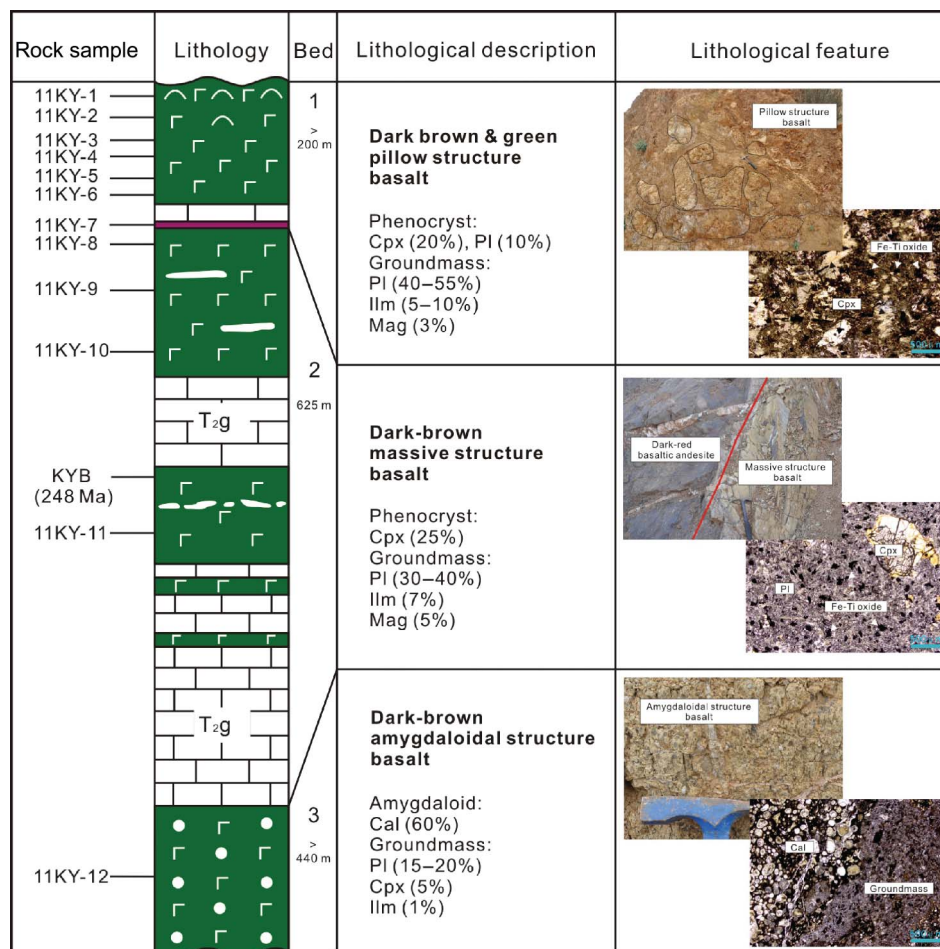 Rock sample
Lithology
Bed
Lithological description
Lithological feature
11KY-1
11KY-2
11KY-3
11KY-4
11KY-5
11KY-6
11KY-7
11KY-8
11KY-9
11KY-10
KYB
(248 Ma)
11KY-11
11KY-12
T₂g
T₂g
1
>
200 m
2
625 m
3
>
440 m
Dark brown & green
pillow structure
basalt
Phenocryst:
Cpx (20%), Pl (10%)
Groundmass:
Pl (40–55%)
Ilm (5–10%)
Mag (3%)
Pillow structure
basalt
Fe-Ti oxide
Cpx
500μm
Dark-brown
massive structure
basalt
Phenocryst:
Cpx (25%)
Groundmass:
Pl (30–40%)
Ilm (7%)
Mag (5%)
Dark-red
basaltic andesite
Massive structure
basalt
Cpx
Pl
Fe-Ti oxide
Dark-brown
amygdaloidal structure
basalt
Amygdaloid:
Cal (60%)
Groundmass:
Pl (15–20%)
Cpx (5%)
Ilm (1%)
Amygdaloidal structure
basalt
Cal
Groundmass